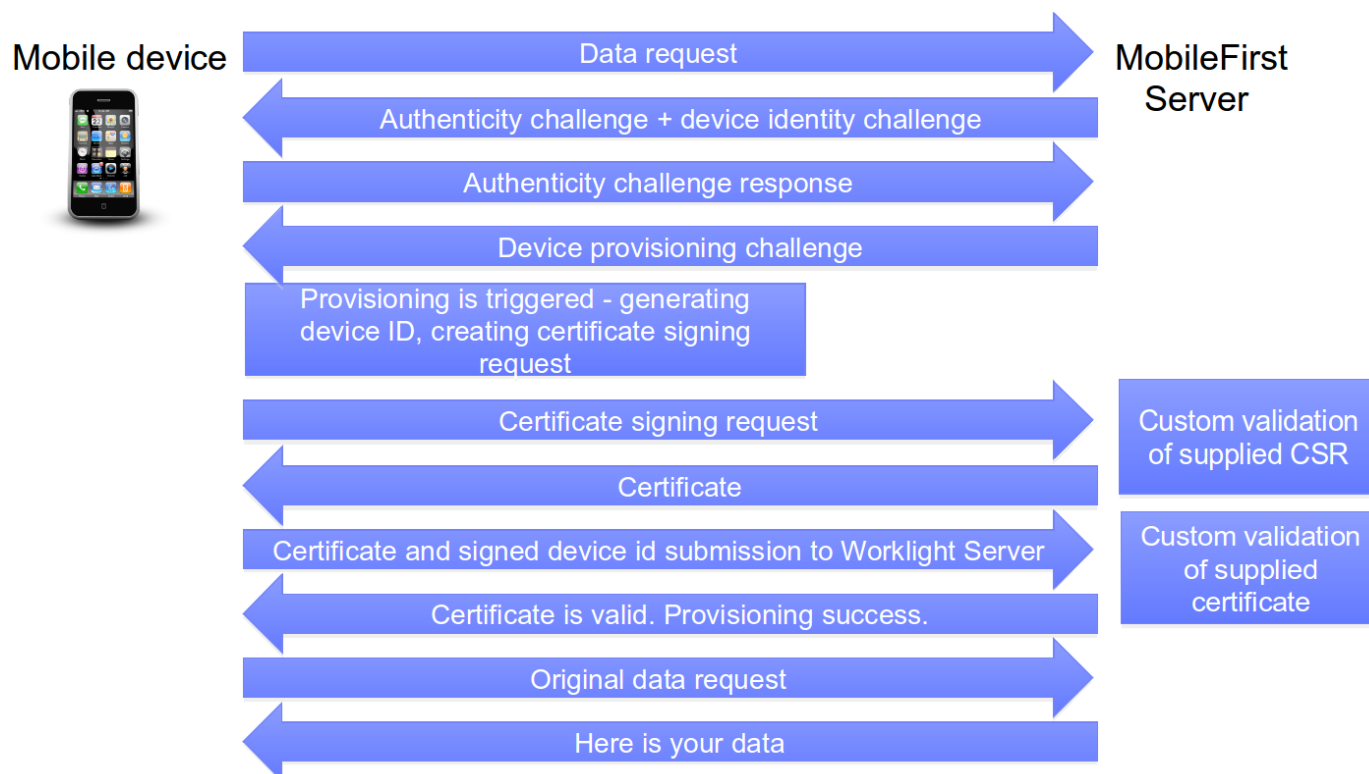 Mobile device
Data request
MobileFirst
Server
Authenticity challenge + device identity challenge
Authenticity challenge response
Device provisioning challenge
Provisioning is triggered - generating
device ID, creating certificate signing
request
Certificate signing request
Custom validation
of supplied CSR
Certificate
Certificate and signed device id submission to Worklight Server
Custom validation
of supplied
certificate
Certificate is valid. Provisioning success.
Original data request
Here is your data